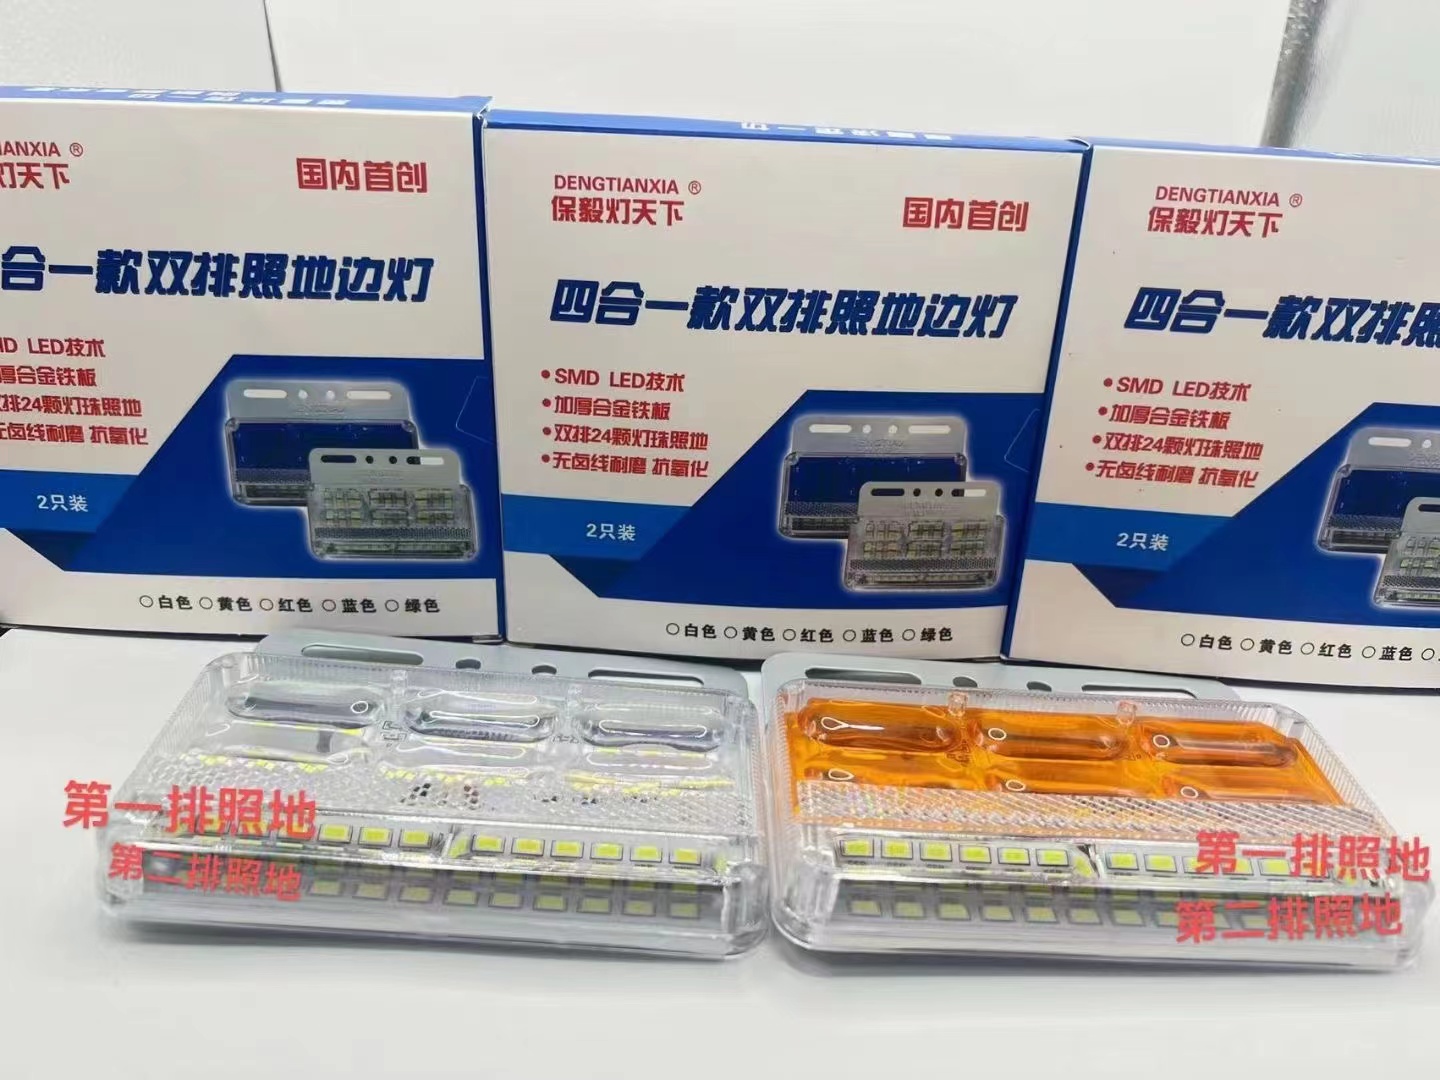 IANXIA ®
灯天下
国内首创
合一款双排照地边灯
LED技术
厚合金铁板
双排24颗灯珠照地
无卤线耐磨 抗氧化
2只装
○白色 ○黄色 ○红色 ○蓝色 ○绿色
DENGTIANXIA ®
保毅灯天下
国内首创
四合一款双排照地边灯
•SMD LED技术
•加厚合金铁板
•双排24颗灯珠照地
•无卤线耐磨 抗氧化
DENGTIANXIA
2只装
○白色 ○黄色 ○红色 ○蓝色 ○绿色
DENGTIANXIA ®
保毅灯天下
四合一款双排照
•SMD LED技术
•加厚合金铁板
•双排24颗灯珠照地
•无卤线耐磨 抗氧化
2只装
○白色 ○黄色 ○红色 ○蓝色
第一排照地
第二排照地
第一排照地
第二排照地